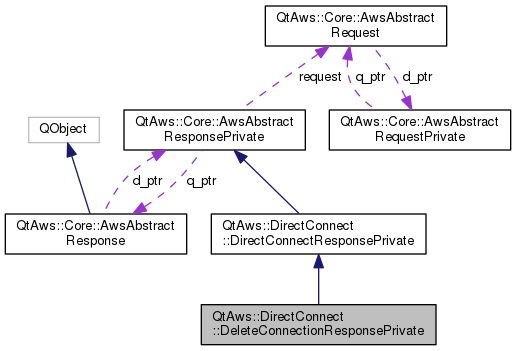 QtAws::Core::AwsAbstract
Request
request
q_ptr
d_ptr
QObject
QtAws::Core::AwsAbstract
ResponsePrivate
QtAws::Core::AwsAbstract
RequestPrivate
d_ptr
q_ptr
QtAws::Core::AwsAbstract
Response
QtAws::DirectConnect
::DirectConnectResponsePrivate
QtAws::DirectConnect
::DeleteConnectionResponsePrivate